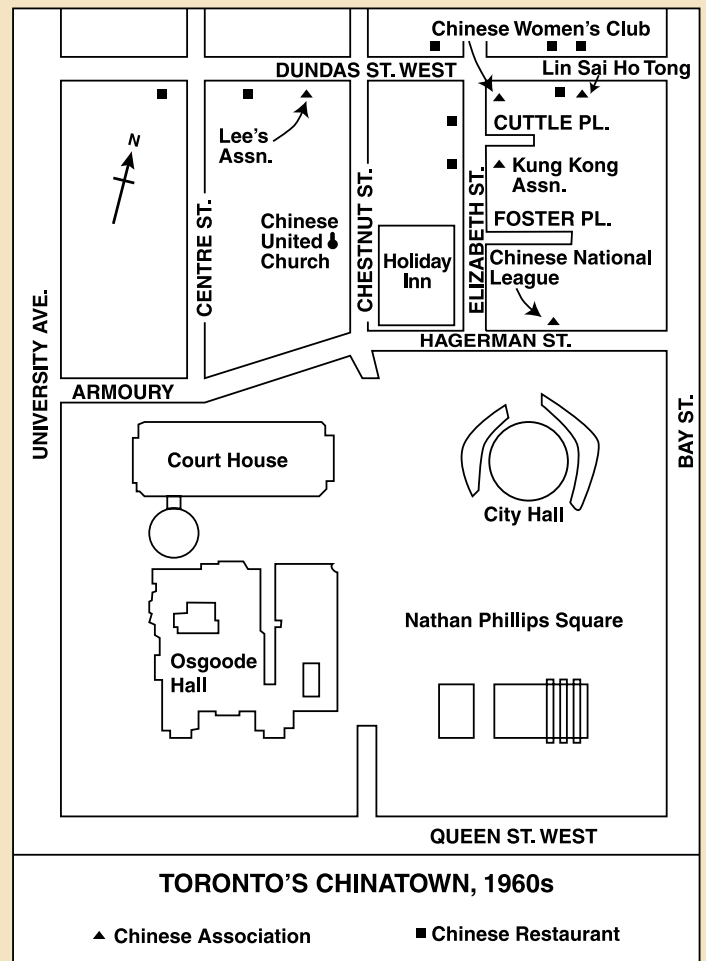 Chinese Women's Club
DUNDAS ST. WEST
Lin Sai Ho Tong
Lee's
Assn.
CUTTLE PL.
N
Kung Kong
Assn.
CENTRE ST.
CHESTNUT ST.
ELIZABETH ST.
Chinese
United
Church
FOSTER PL.
Holiday
Inn
Chinese National
League
UNIVERSITY AVE.
HAGERMAN ST.
ARMOURY
BAY ST.
Court House
City Hall
Nathan Phillips Square
Osgoode
Hall
QUEEN ST. WEST
TORONTO'S CHINATOWN, 1960s
Chinese Association
Chinese Restaurant